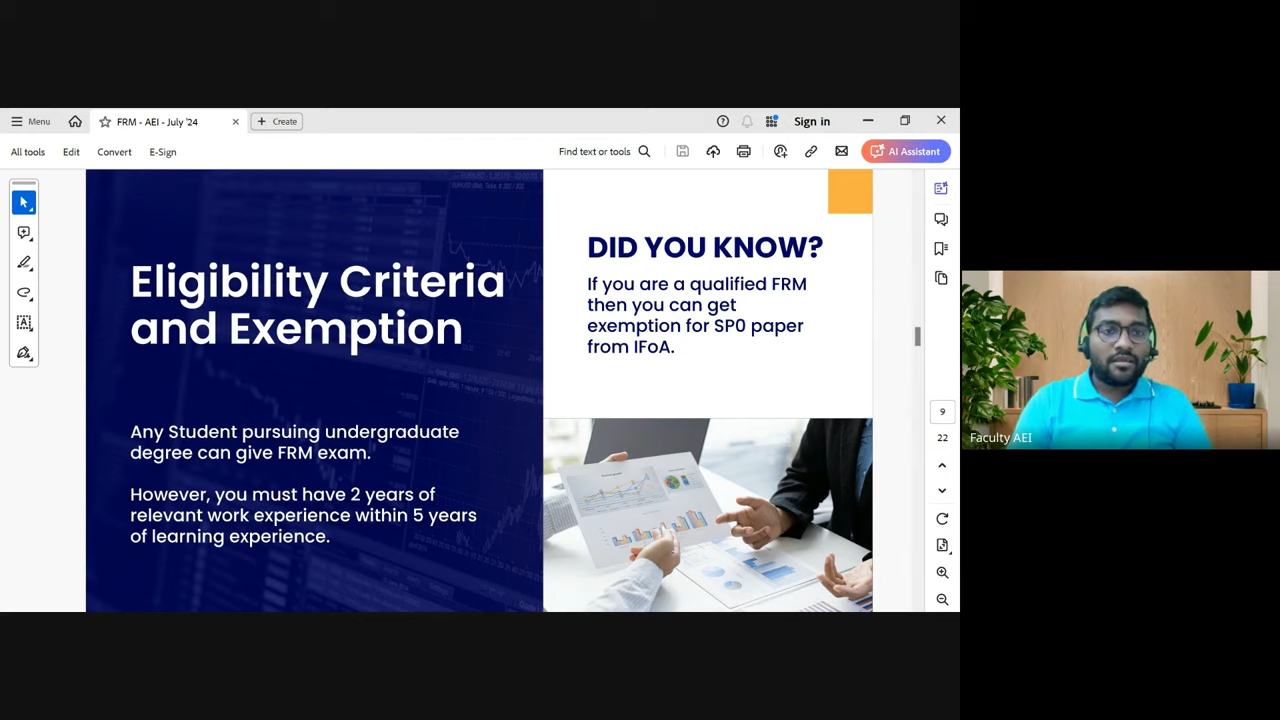 Menu
FRM - AEI - July '24
Create
Sign in
All tools
Edit
Convert
E-Sign
Find text or tools
AI Assistant
Eligibility Criteria
and Exemption
Any Student pursuing undergraduate
degree can give FRM exam.
However, you must have 2 years of
relevant work experience within 5 years
of learning experience.
DID YOU KNOW?
If you are a qualified FRM
then you can get
exemption for SP0 paper
from IFoA.
9
22
Faculty AEI